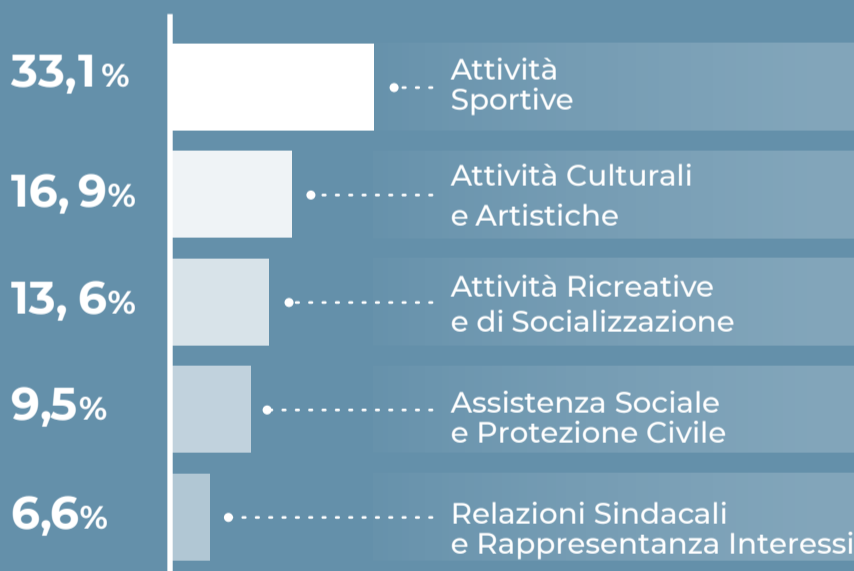 33,1%
Attività
Sportive
16, 9%
Attività Culturali
e Artistiche
13, 6%
Attività Ricreative
e di Socializzazione
9,5%
Assistenza Sociale
e Protezione Civile
6,6%
Relazioni Sindacali
e Rappresentanza Interessi